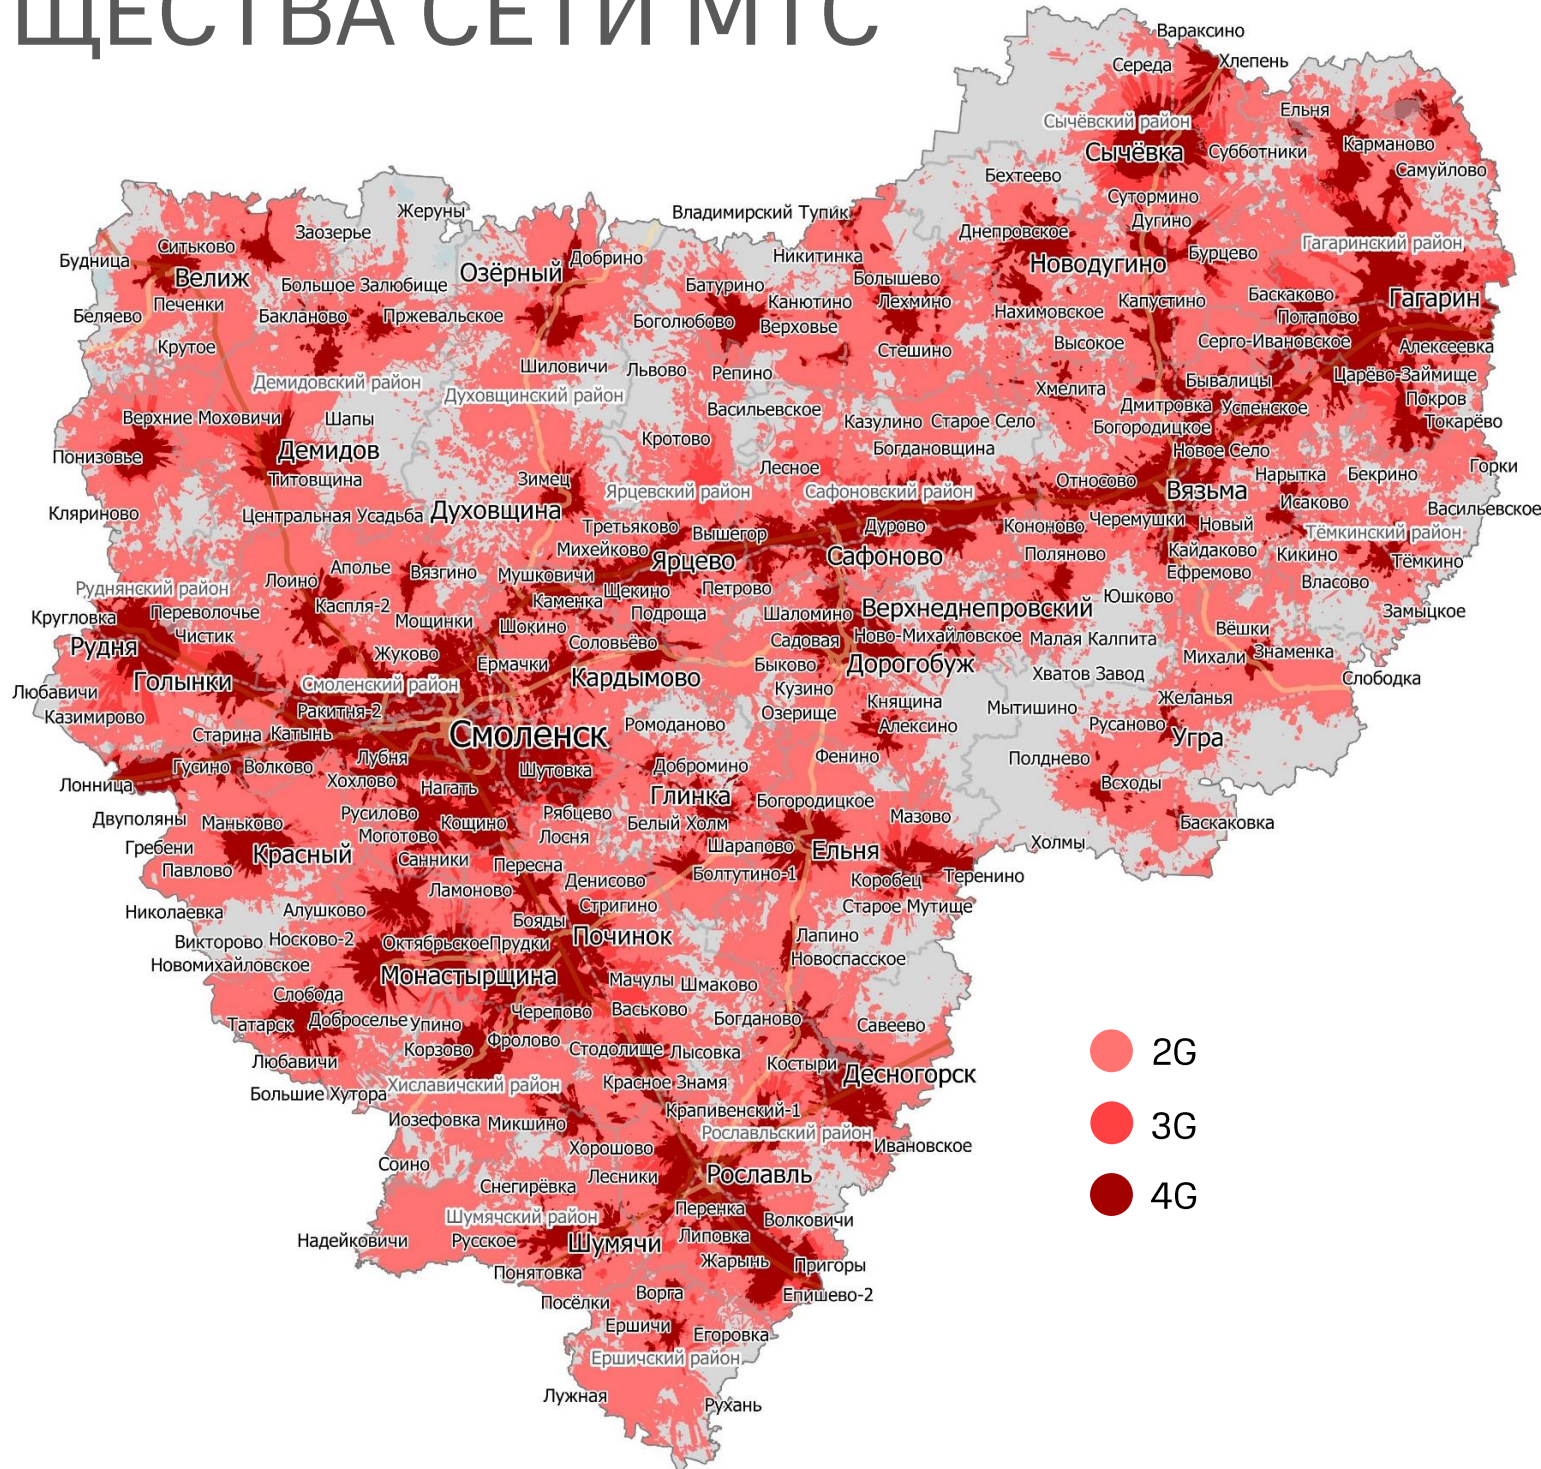 ЩЕСТВА СЕТИ МТС
Вараксино
Середа
Хлепень
Ельня
Сычёвский район
Карманово
Сычёвка
Субботники
Самуйлово
Бехтеево
Сутормино
Жеруны
Владимирский Тупик
Дугино
Заозерье
Днепровское
Ситьково
Гагаринский район
Будница
Добрино
Никитинка
Бурцево
Велиж
Озёрный
Новодугино
Большое Залюбище
Батурино
Болышево
Печенки
Канютино
Лехмино
Капустино
Баскаково
Гагарин
Беляево
Бакланово
Пржевальское
Боголюбово
Верховье
Нахимовское
Потапово
Крутое
Стешино
Высокое
Серго-Ивановское
Алексеевка
Шиловичи
Львово
Репино
Демидовский район
Хмелита
Бывалицы
Царёво-Займище
Духовщинский район
Покров
Верхние Моховичи
Шапы
Васильевское
Казулино
Старое Село
Дмитровка
Успенское
Токарёво
Богородицкое
Кротово
Демидов
Богдановщина
Новое Село
Понизовье
Лесное
Горки
Титовщина
Зимец
Относово
Нарытка
Бекрино
Ярцевский район
Сафоновский район
Вязьма
Исаково
Кляриново
Центральная Усадьба
Духовщина
Васильевское
Третьяково
Вышегор
Дурово
Кононово
Черемушки
Новый
Тёмкинский район
Михейково
Ярцево
Сафоново
Поляново
Кайдаково
Кикино
Тёмкино
Аполье
Вязгино
Мушковичи
Ефремово
Власово
Руднянский район
Лоино
Щекино
Петрово
Юшково
Кругловка
Переволочье
Каспля-2
Каменка
Подроща
Шаломино
Верхнеднепровский
Замыцкое
Чистик
Мощинки
Шокино
Соловьёво
Садовая
Ново-Михайловское
Малая Калпита
Вёшки
Рудня
Жуково
Ермачки
Быково
Дорогобуж
Михали
Знаменка
Голынки
Смоленский район
Кардымово
Хватов Завод
Слободка
Любавичи
Кузино
Казимирово
Ракитня-2
Озерище
Княщина
Мытишино
Желанья
Старина
Катынь
Смоленск
Ромоданово
Алексино
Русаново
Угра
Гусино
Волково
Лубня
Шутовка
Добромино
Фенино
Полднево
Лонница
Хохлово
Нагать
Глинка
Богородицкое
Всходы
Двуполяны
Маньково
Русилово
Кощино
Рябцево
Белый Холм
Мазово
Баскаковка
Гребени
Моготово
Лосня
Шарапово
Ельня
Холмы
Красный
Санники
Пересна
Павлово
Ламоново
Денисово
Болтутино-1
Коробец
Теренино
Николаевка
Алушково
Бояды
Стригино
Старое Мутище
Викторово
Носково-2
Октябрьское
Прудки
Починок
Лапино
Новомихайловское
Монастырщина
Новоспасское
Слобода
Мачулы
Шмаково
Татарск
Доброселье
Упино
Черепово
Васьково
Богданово
Савеево
Любавичи
Корзово
Фролово
Стодолище
Лысовка
Костыри
Десногорск
2G
Большие Хутора
Хиславичский район
Красное Знамя
Иозефовка
Микшино
Крапивенский-1
3G
Рославльский район
Ивановское
Соино
Хорошово
Лесники
Рославль
Снегирёвка
4G
Шумячский район
Перенка
Волковичи
Надейковичи
Русское
Шумячи
Липовка
Понятовка
Жарынь
Пригоры
Посёлки
Ворга
Епишево-2
Ершичи
Егоровка
Ершичский район
Лужная
Рухань